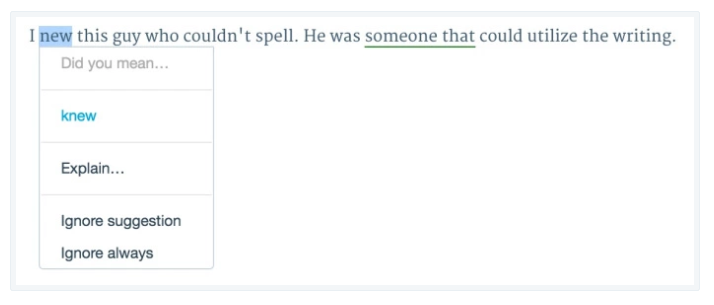 I new this guy who couldn't spell. He was someone that could utilize the writing.
Did you mean...
knew
Explain...
Ignore suggestion
Ignore always